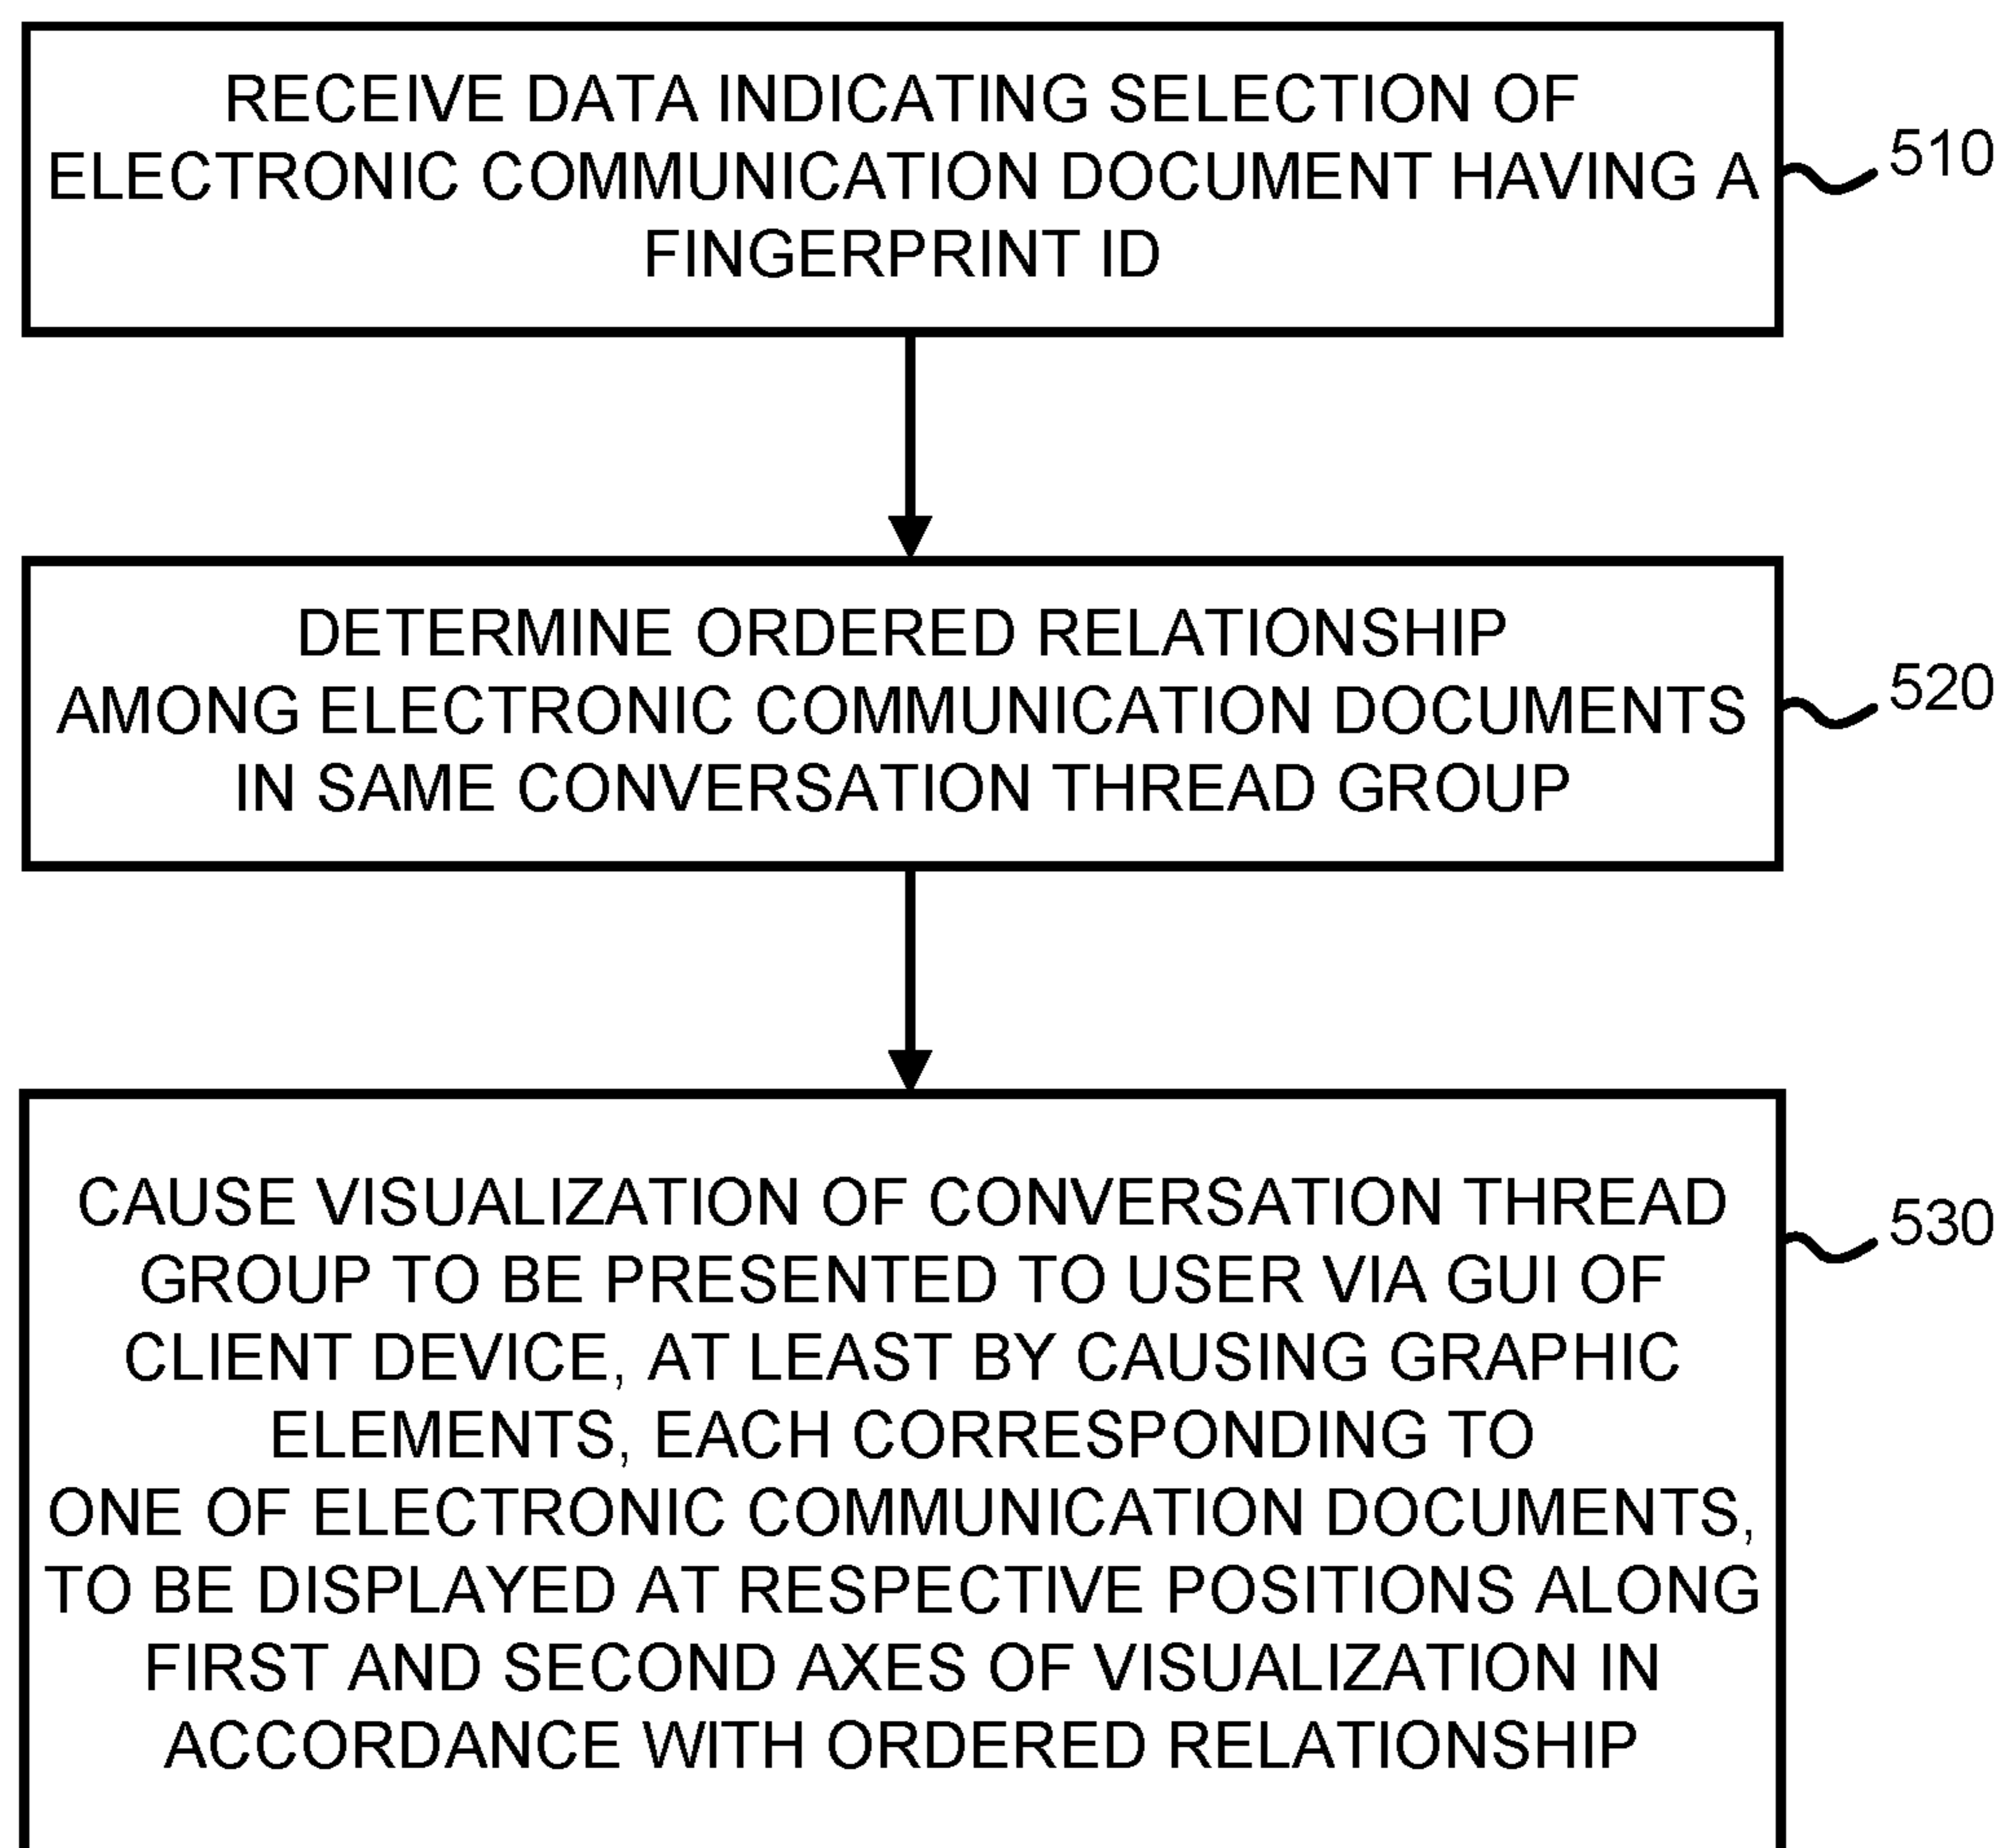 RECEIVE DATA INDICATING SELECTION OF
ELECTRONIC COMMUNICATION DOCUMENT HAVING A
FINGERPRINT ID
510
DETERMINE ORDERED RELATIONSHIP
AMONG ELECTRONIC COMMUNICATION DOCUMENTS
IN SAME CONVERSATION THREAD GROUP
520
CAUSE VISUALIZATION OF CONVERSATION THREAD
GROUP TO BE PRESENTED TO USER VIA GUI OF
CLIENT DEVICE, AT LEAST BY CAUSING GRAPHIC
ELEMENTS, EACH CORRESPONDING TO
ONE OF ELECTRONIC COMMUNICATION DOCUMENTS,
TO BE DISPLAYED AT RESPECTIVE POSITIONS ALONG
FIRST AND SECOND AXES OF VISUALIZATION IN
ACCORDANCE WITH ORDERED RELATIONSHIP
530